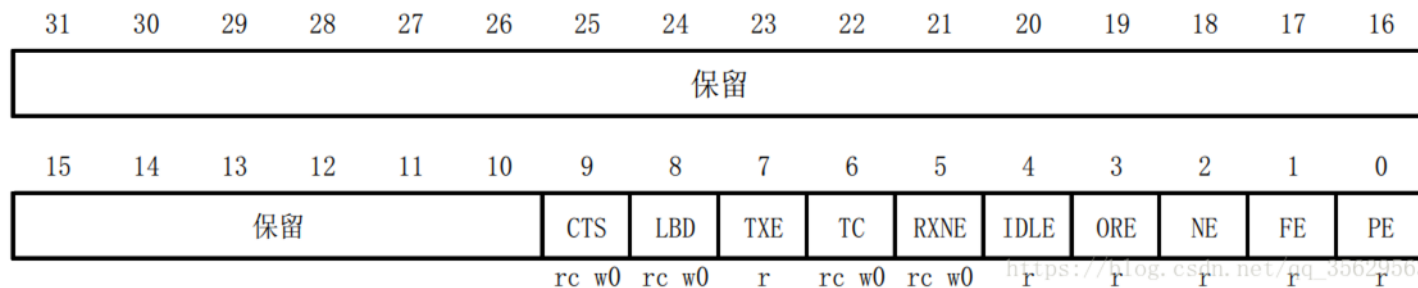 31 30 29 28 27 26 25 24 23 22 21 20 19 18 17 16
保留
15 14 13 12 11 10 9 8 7 6 5 4 3 2 1 0
保留 CTS LBD TXE TC RXNE IDLE ORE NE FE PE
rc w0 rc w0 r rc w0 rc w0 r r r r r
https://blog.csdn.net/qq_3562956